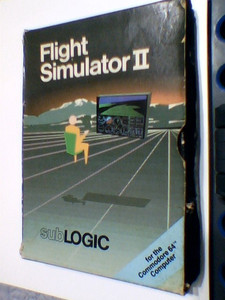 Flight
Simulator II
subLOGIC
for the
Commodore 64™
Computer